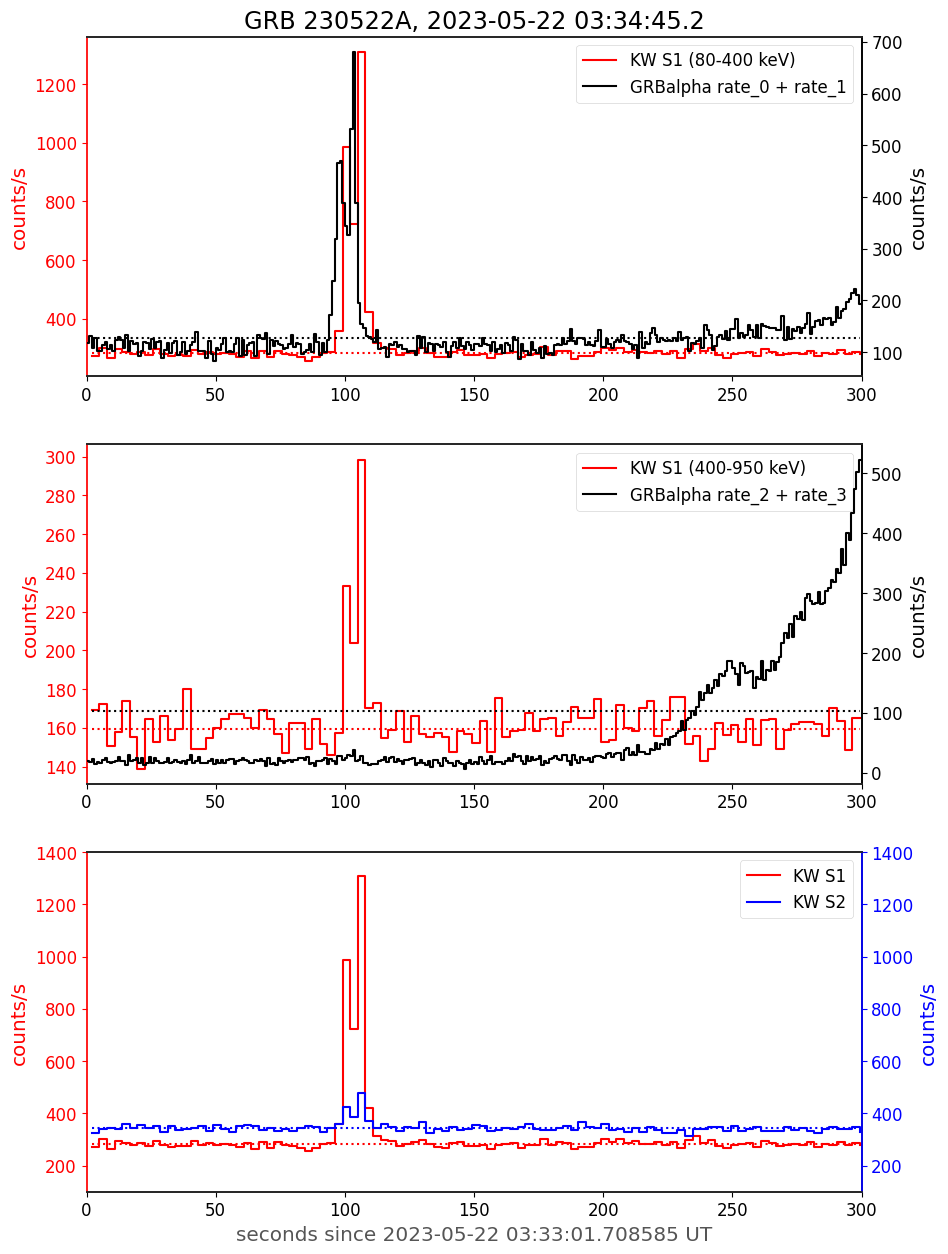 GRB 230522A, 2023-05-22 03:34:45.2
KW S1 (80-400 keV)
GRBalpha rate_0 + rate_1
counts/s
counts/s
1200
1000
800
600
400
700
600
500
400
300
200
100
0 50 100 150 200 250 300
KW S1 (400-950 keV)
GRBalpha rate_2 + rate_3
counts/s
counts/s
300
280
260
240
220
200
180
160
140
500
400
300
200
100
0
0 50 100 150 200 250 300
KW S1
KW S2
counts/s
counts/s
1400
1200
1000
800
600
400
200
1400
1200
1000
800
600
400
200
0 50 100 150 200 250 300
seconds since 2023-05-22 03:33:01.708585 UT